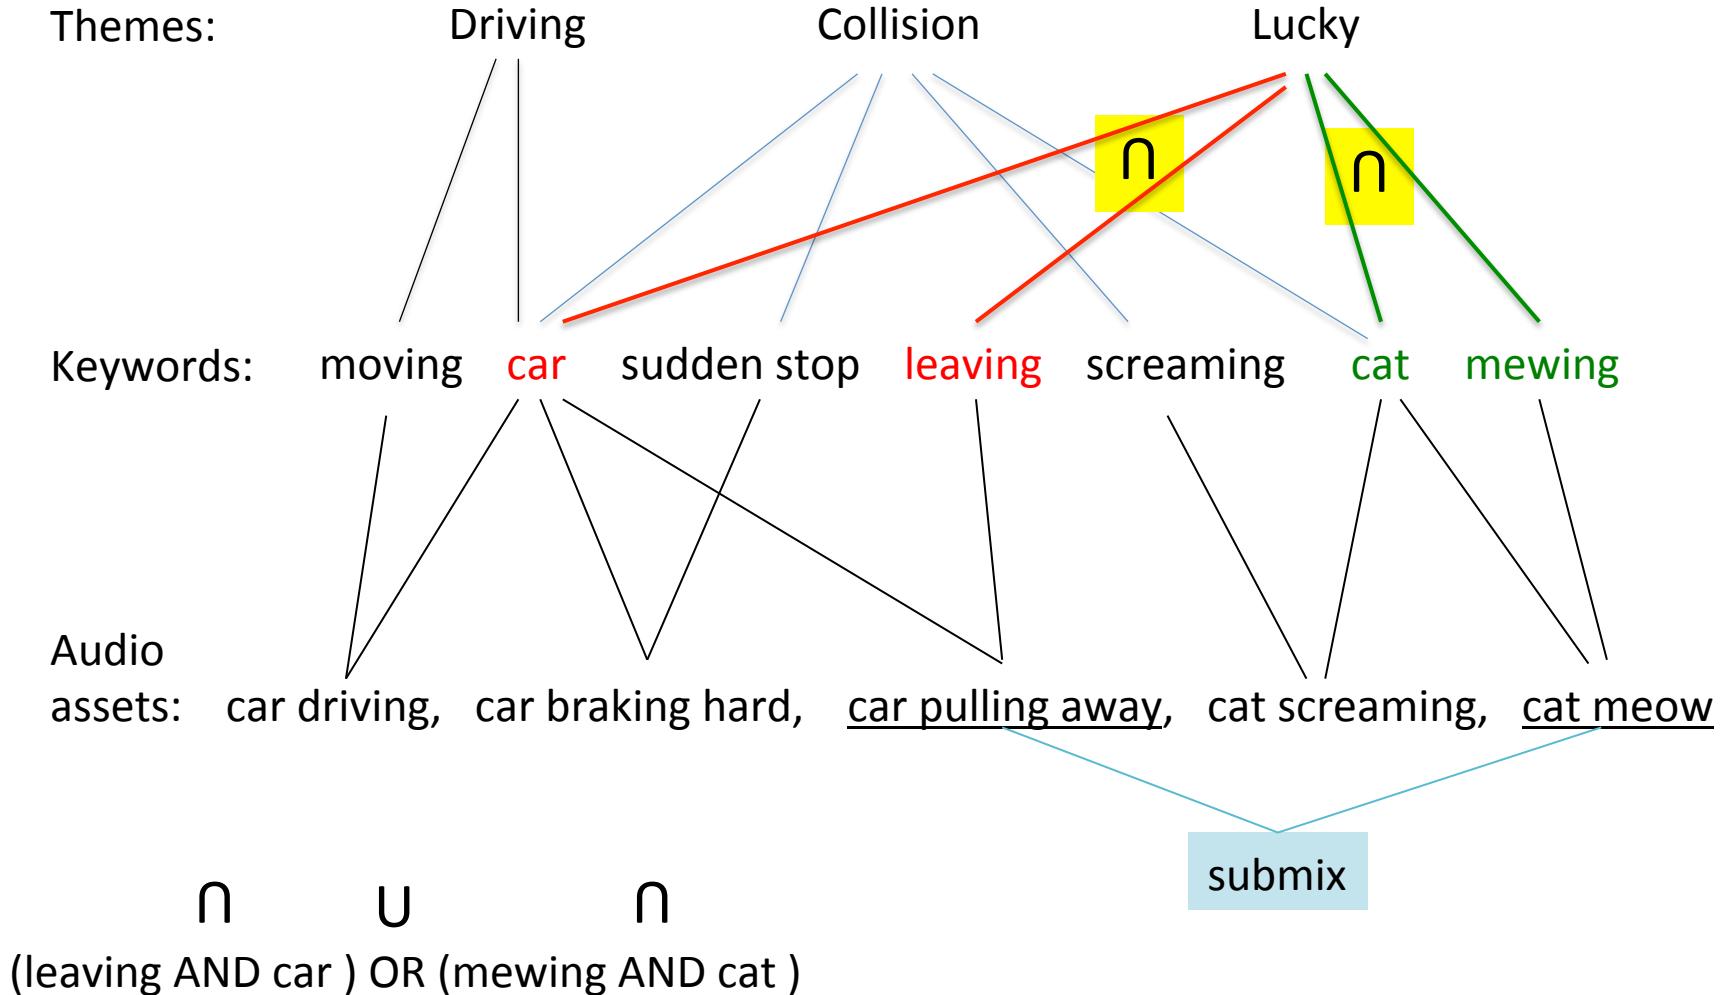 Themes: Driving Collision Lucky
∩ ∩
Keywords: moving car sudden stop leaving screaming cat mewing
Audio
assets: car driving, car braking hard, car pulling away, cat screaming, cat meow
submix
∩ ∪ ∩
(leaving AND car ) OR (mewing AND cat )